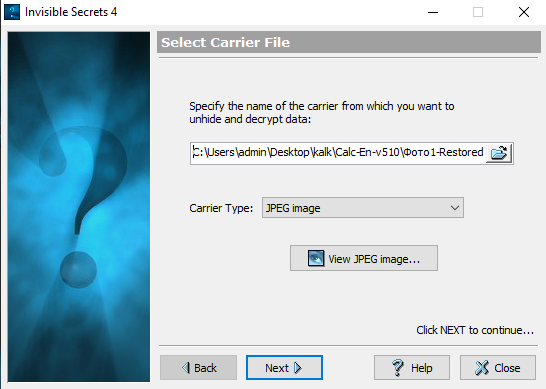 Invisible Secrets 4
Select Carrier File
Specify the name of the carrier from which you want to
unhide and decrypt data:
C:\Users\admin\Desktop\kalk\Calc-En-v510\Фото1-Restored
Carrier Type:
JPEG image
View JPEG image...
Click NEXT to continue...
Back
Next
Help
Close